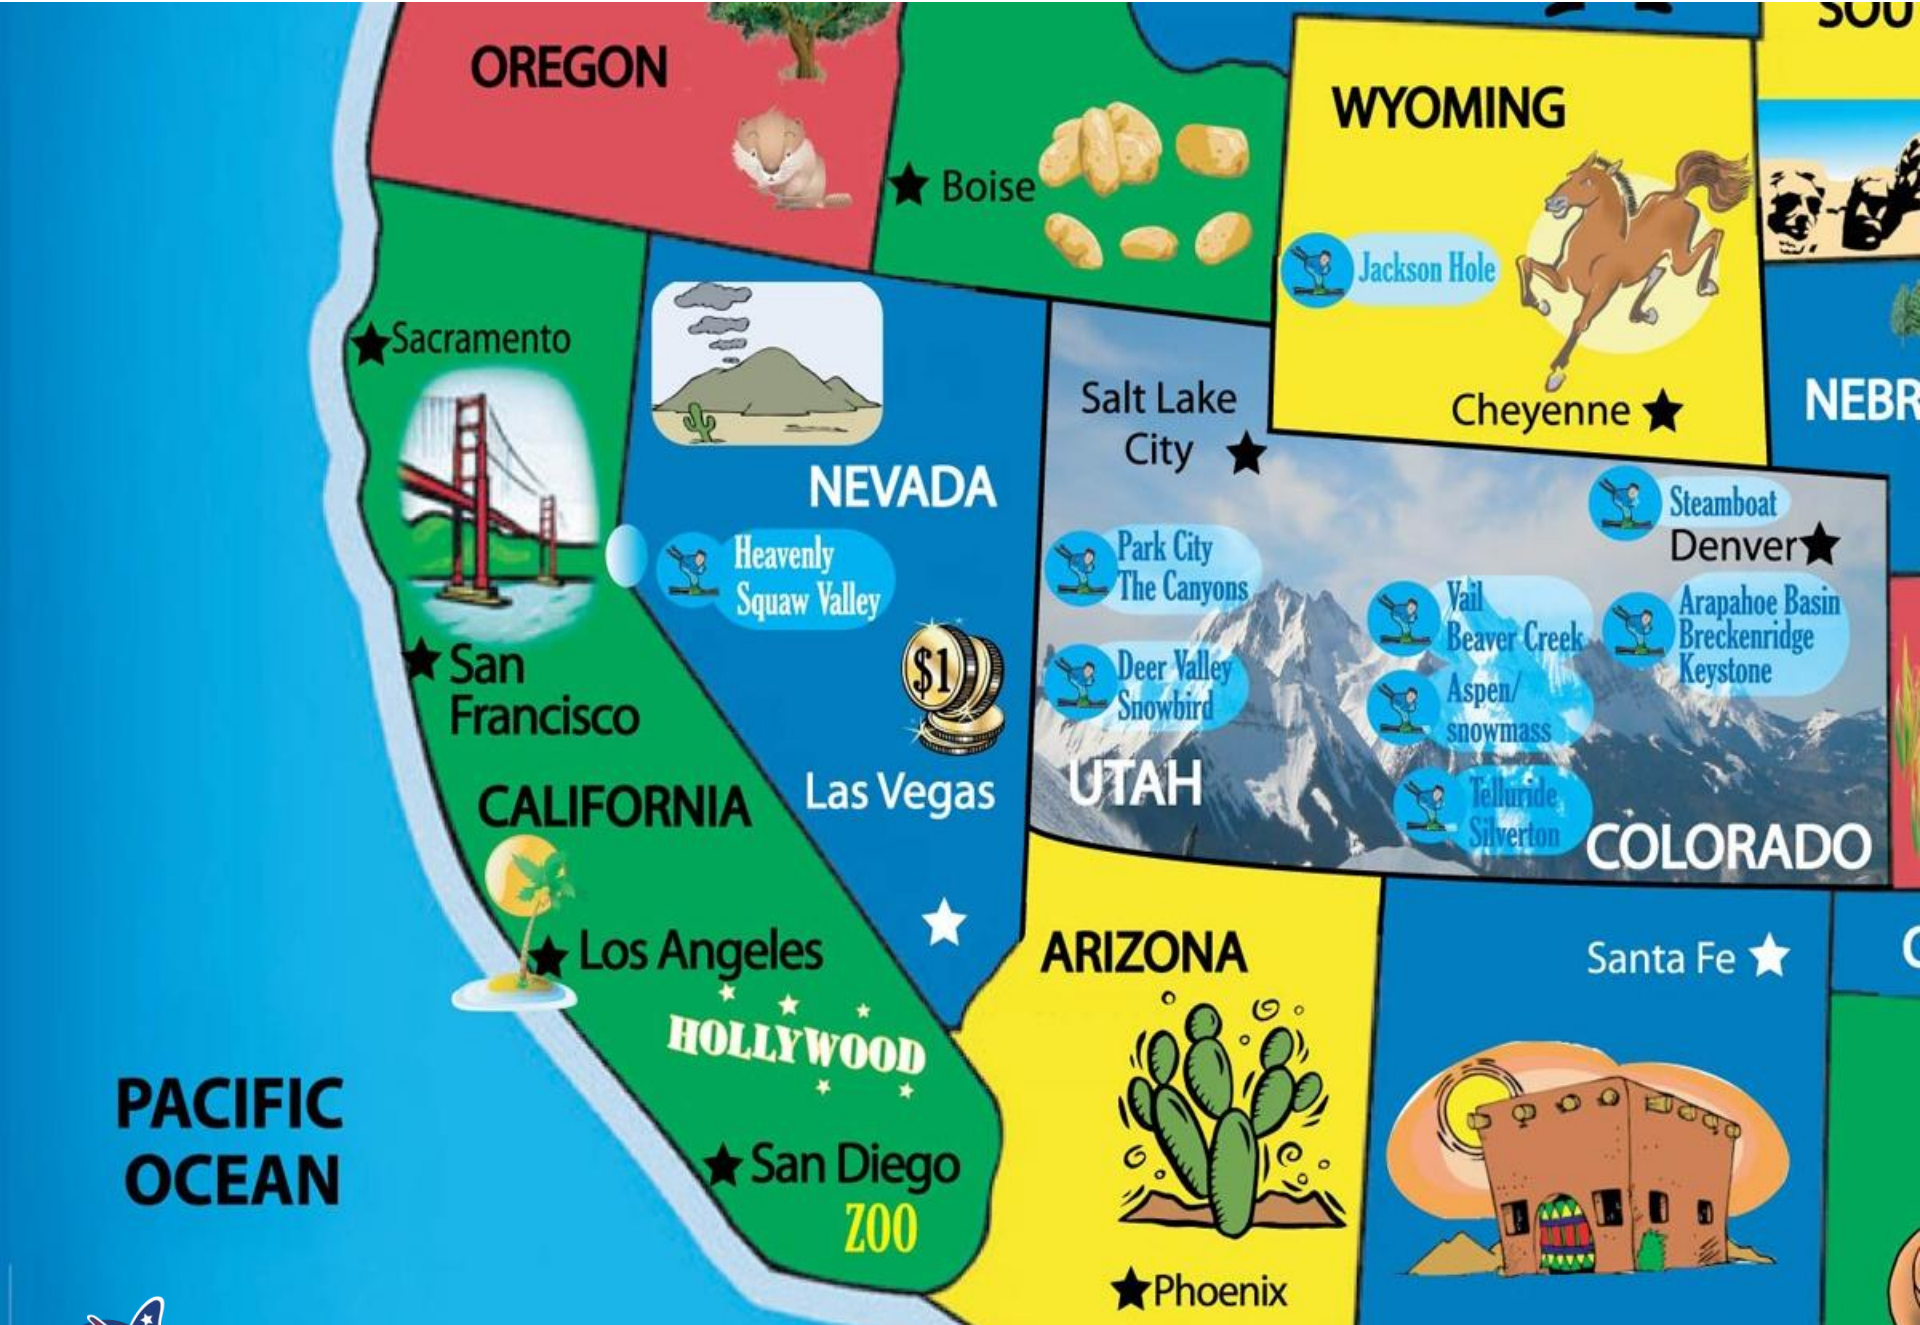 OREGON
SOU
WYOMING
Boise
Jackson Hole
Sacramento
Salt Lake
City
Cheyenne
NEBR
NEVADA
Steamboat
Denver
Heavenly
Squaw Valley
Park City
The Canyons
Vail
Beaver Creek
Arapahoe Basin
Breckenridge
Keystone
$1
San
Francisco
Deer Valley
Snowbird
Aspen/
snowmass
CALIFORNIA
Las Vegas
UTAH
Telluride
Silverton
COLORADO
Los Angeles
ARIZONA
Santa Fe
HOLLYWOOD
PACIFIC
OCEAN
San Diego
ZOO
Phoenix